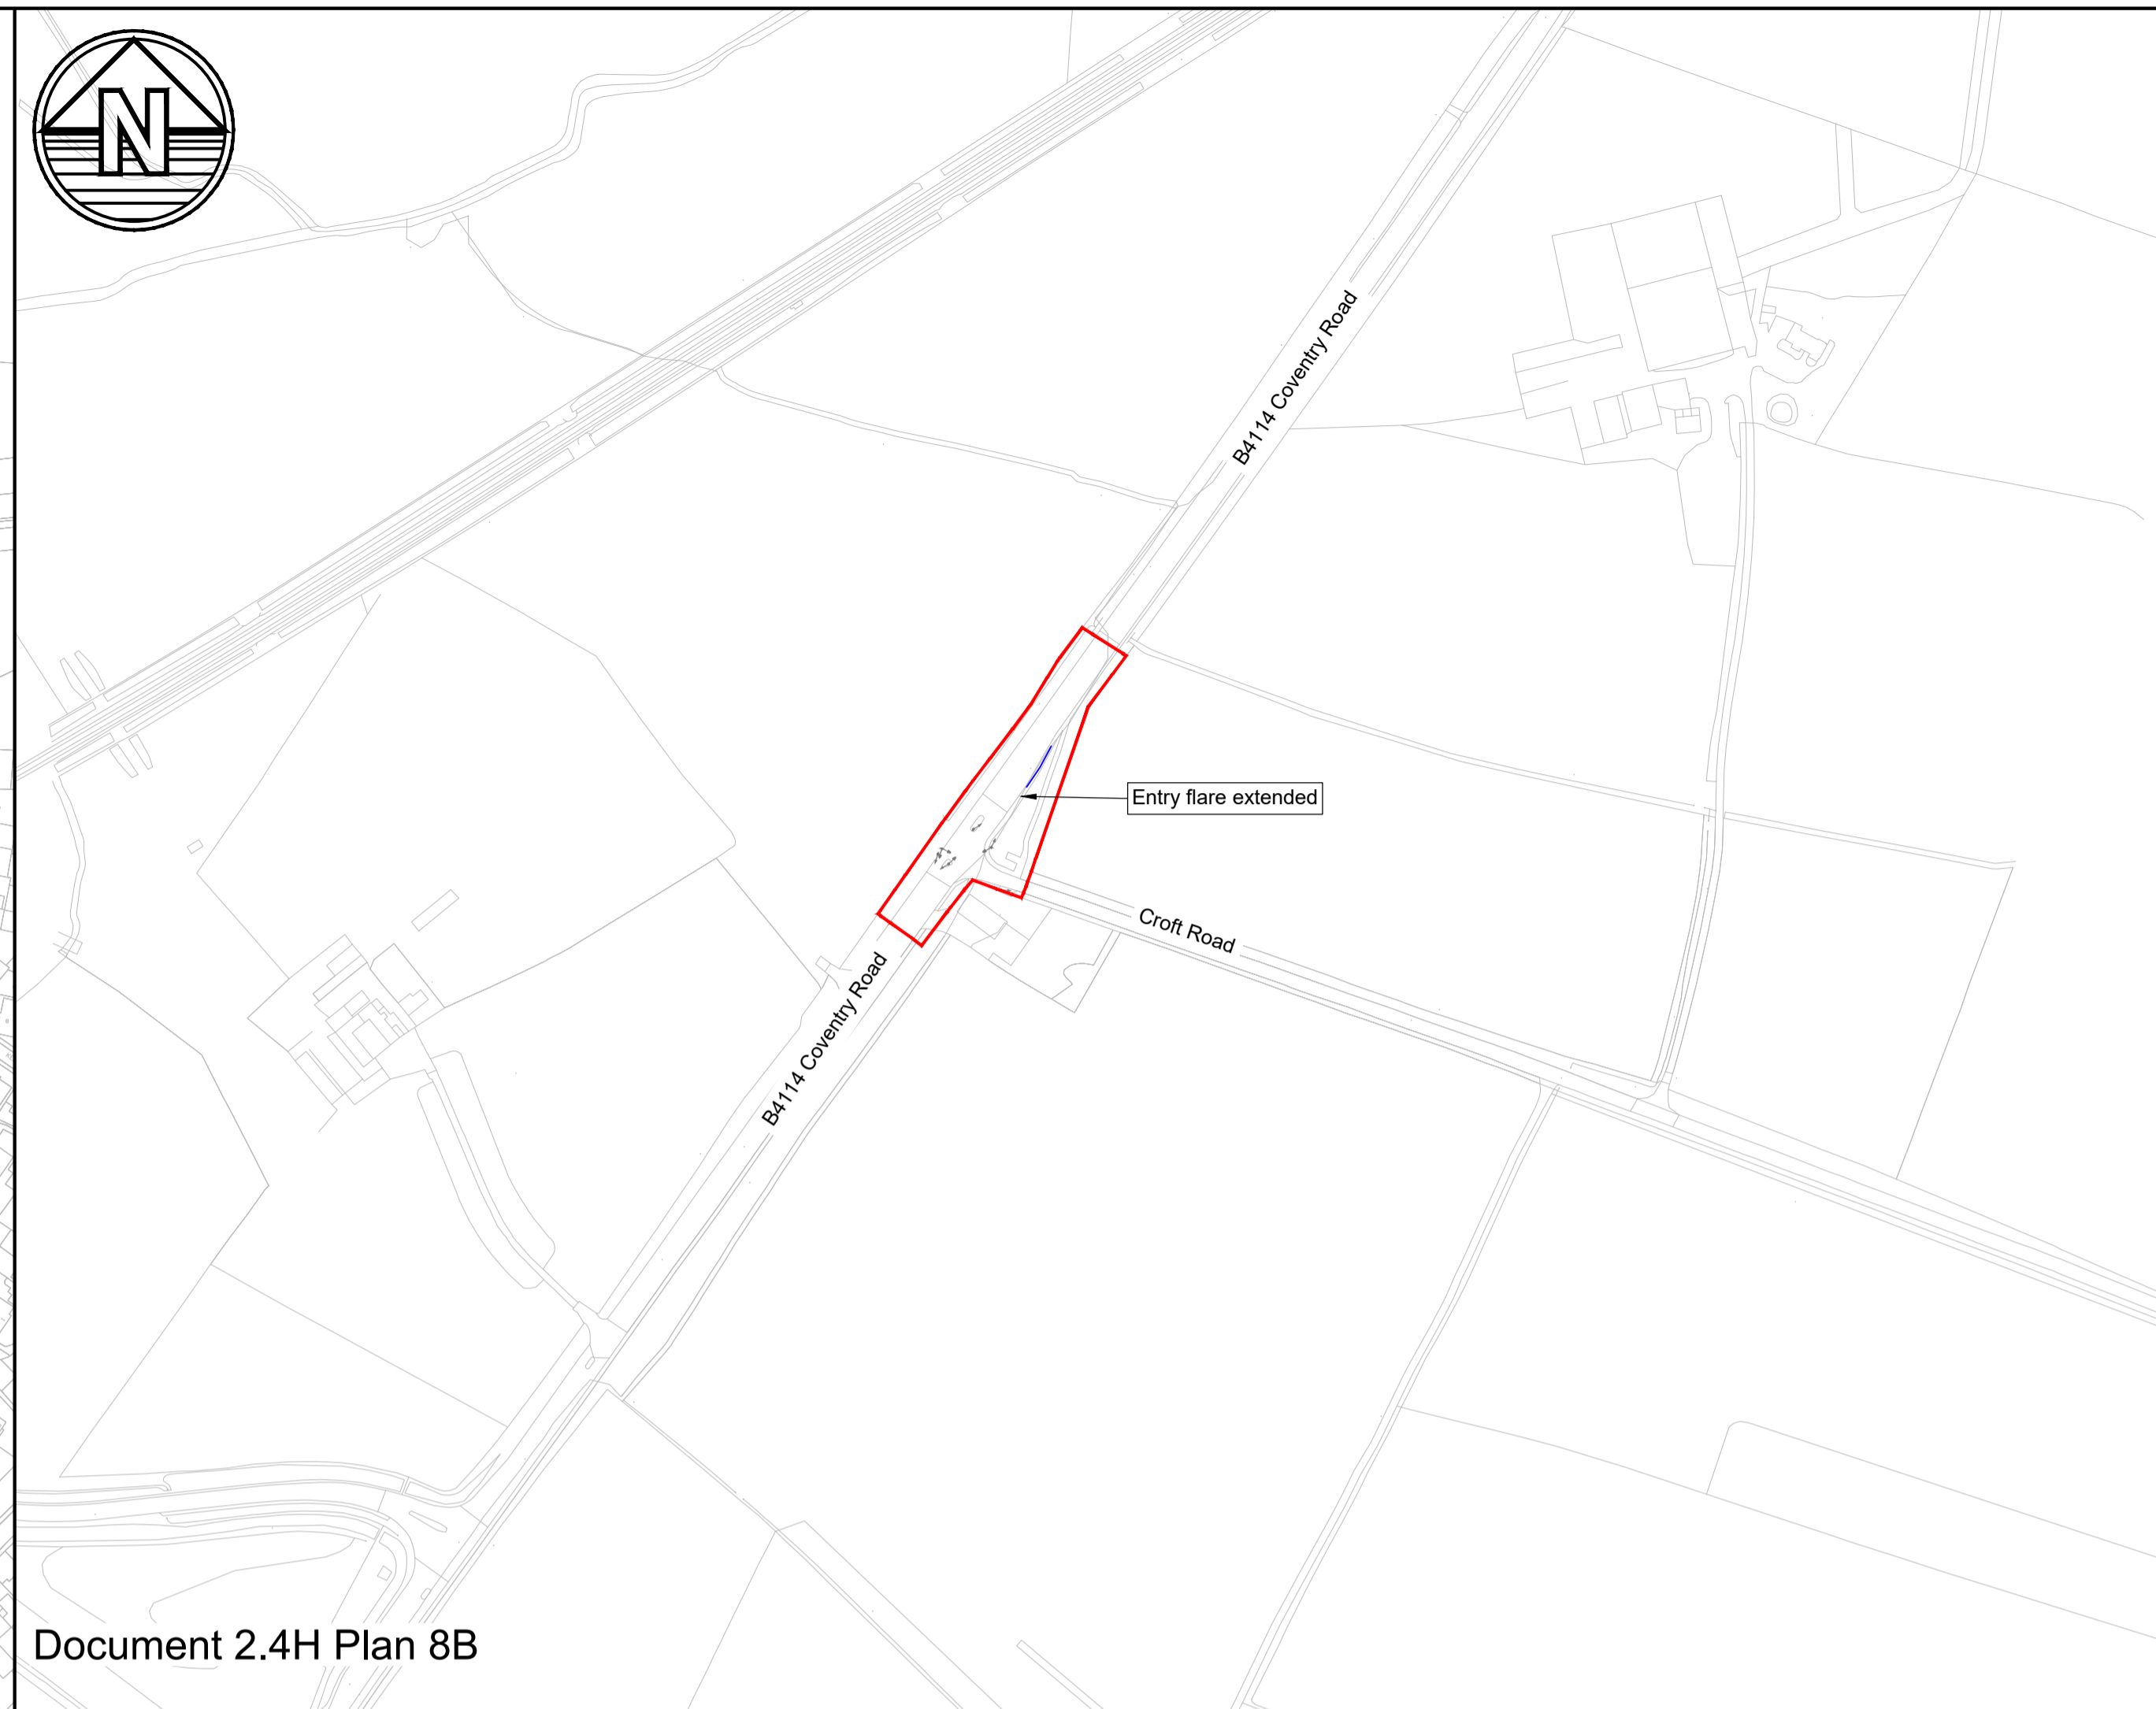 N
B4114 Coventry Road
Entry flare extended
Croft Road
B4114 Coventry Road
Document 2.4H Plan 8B